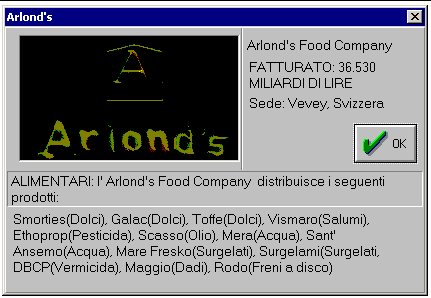 Arlond's
A
Arlond's
Arlond's Food Company
FATTURATO: 36.530
MILIARDI DI LIRE
Sede: Vevey, Svizzera
OK
ALIMENTARI: l' Arlond's Food Company distribuisce i seguenti
prodotti:
Smorties(Dolci), Galac(Dolci), Toffe(Dolci), Vismaro(Salumi),
Ethoprop(Pesticida), Scasso(Olio), Mera(Acqua), Sant'
Ansemo(Acqua), Mare Fresko(Surgelati), Surgelami(Surgelati,
DBCP(Vermicida), Maggio(Dadi), Rodo(Freni a disco)